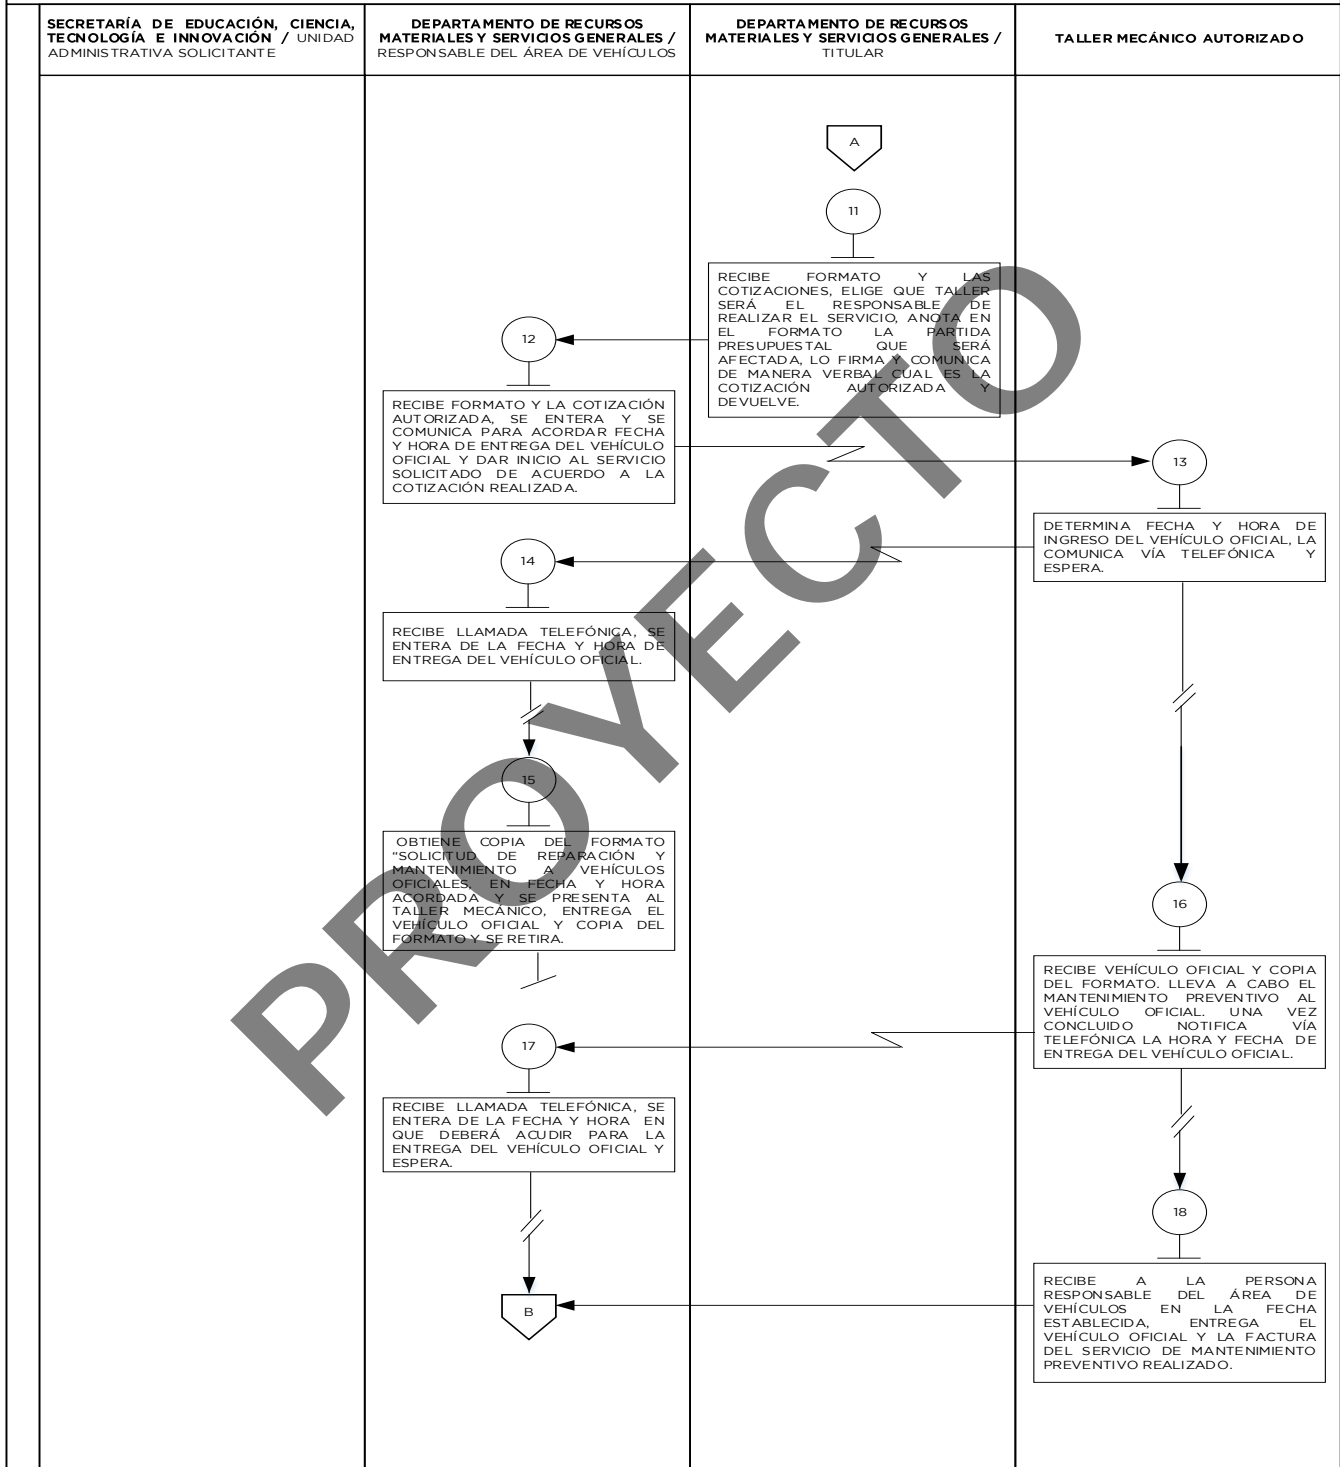 SECRETARÍA DE EDUCACIÓN, CIENCIA,
TECNOLOGÍA E INNOVACIÓN / UNIDAD
ADMINISTRATIVA SOLICITANTE
DEPARTAMENTO DE RECURSOS
MATERIALES Y SERVICIOS GENERALES /
RESPONSABLE DEL ÁREA DE VEHÍCULOS
DEPARTAMENTO DE RECURSOS
MATERIALES Y SERVICIOS GENERALES /
TITULAR
TALLER MECÁNICO AUTORIZADO
A
11
RECIBE FORMATO Y LAS
COTIZACIONES, ELIGE QUE TALLER
SERÁ EL RESPONSABLE DE
REALIZAR EL SERVICIO, ANOTA EN
EL FORMATO LA PARTIDA
PRESUPUESTAL QUE SERÁ
AFECTADA, LO FIRMA Y COMUNICA
DE MANERA VERBAL CUAL ES LA
COTIZACIÓN AUTORIZADA Y
DEVUELVE.
12
RECIBE FORMATO Y LA COTIZACIÓN
AUTORIZADA, SE ENTERA Y SE
COMUNICA PARA ACORDAR FECHA
Y HORA DE ENTREGA DEL VEHÍCULO
OFICIAL Y DAR INICIO AL SERVICIO
SOLICITADO DE ACUERDO A LA
COTIZACIÓN REALIZADA.
13
DETERMINA FECHA Y HORA DE
INGRESO DEL VEHÍCULO OFICIAL, LA
COMUNICA VÍA TELEFÓNICA Y
ESPERA.
14
RECIBE LLAMADA TELEFÓNICA, SE
ENTERA DE LA FECHA Y HORA DE
ENTREGA DEL VEHÍCULO OFICIAL.
15
OBTIENE COPIA DEL FORMATO
“SOLICITUD DE REPARACIÓN Y
MANTENIMIENTO A VEHÍCULOS
OFICIALES, EN FECHA Y HORA
ACORDADA Y SE PRESENTA AL
TALLER MECÁNICO, ENTREGA EL
VEHÍCULO OFICIAL Y COPIA DEL
FORMATO Y SE RETIRA.
16
RECIBE VEHÍCULO OFICIAL Y COPIA
DEL FORMATO. LLEVA A CABO EL
MANTENIMIENTO PREVENTIVO AL
VEHÍCULO OFICIAL. UNA VEZ
CONCLUIDO NOTIFICA VÍA
TELEFÓNICA LA HORA Y FECHA DE
ENTREGA DEL VEHÍCULO OFICIAL.
17
RECIBE LLAMADA TELEFÓNICA, SE
ENTERA DE LA FECHA Y HORA EN
QUE DEBERÁ ACUDIR PARA LA
ENTREGA DEL VEHÍCULO OFICIAL Y
ESPERA.
18
RECIBE A LA PERSONA
RESPONSABLE DEL ÁREA DE
VEHÍCULOS EN LA FECHA
ESTABLECIDA, ENTREGA EL
VEHÍCULO OFICIAL Y LA FACTURA
DEL SERVICIO DE MANTENIMIENTO
PREVENTIVO REALIZADO.
B
PROYECTO